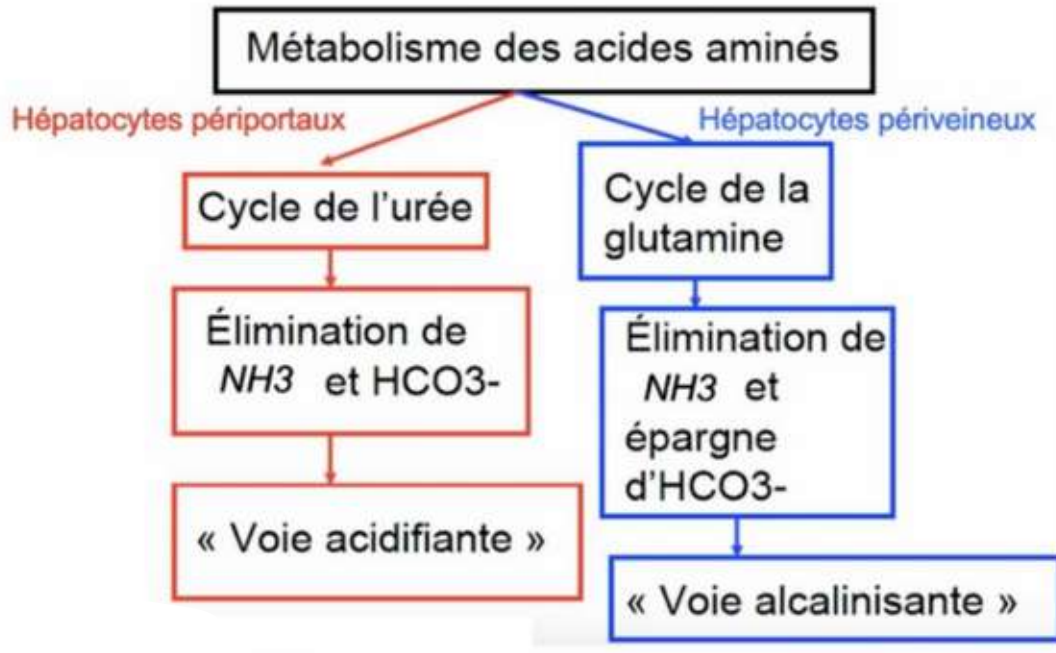 Métabolisme des acides aminés
Hépatocytes périportaux
Hépatocytes périveineux
Cycle de l'urée
Cycle de la
glutamine
Élimination de
NH3 et HCO3-
Élimination de
NH3 et
épargne
d'HCO3-
« Voie acidifiante »
« Voie alcalinisante »